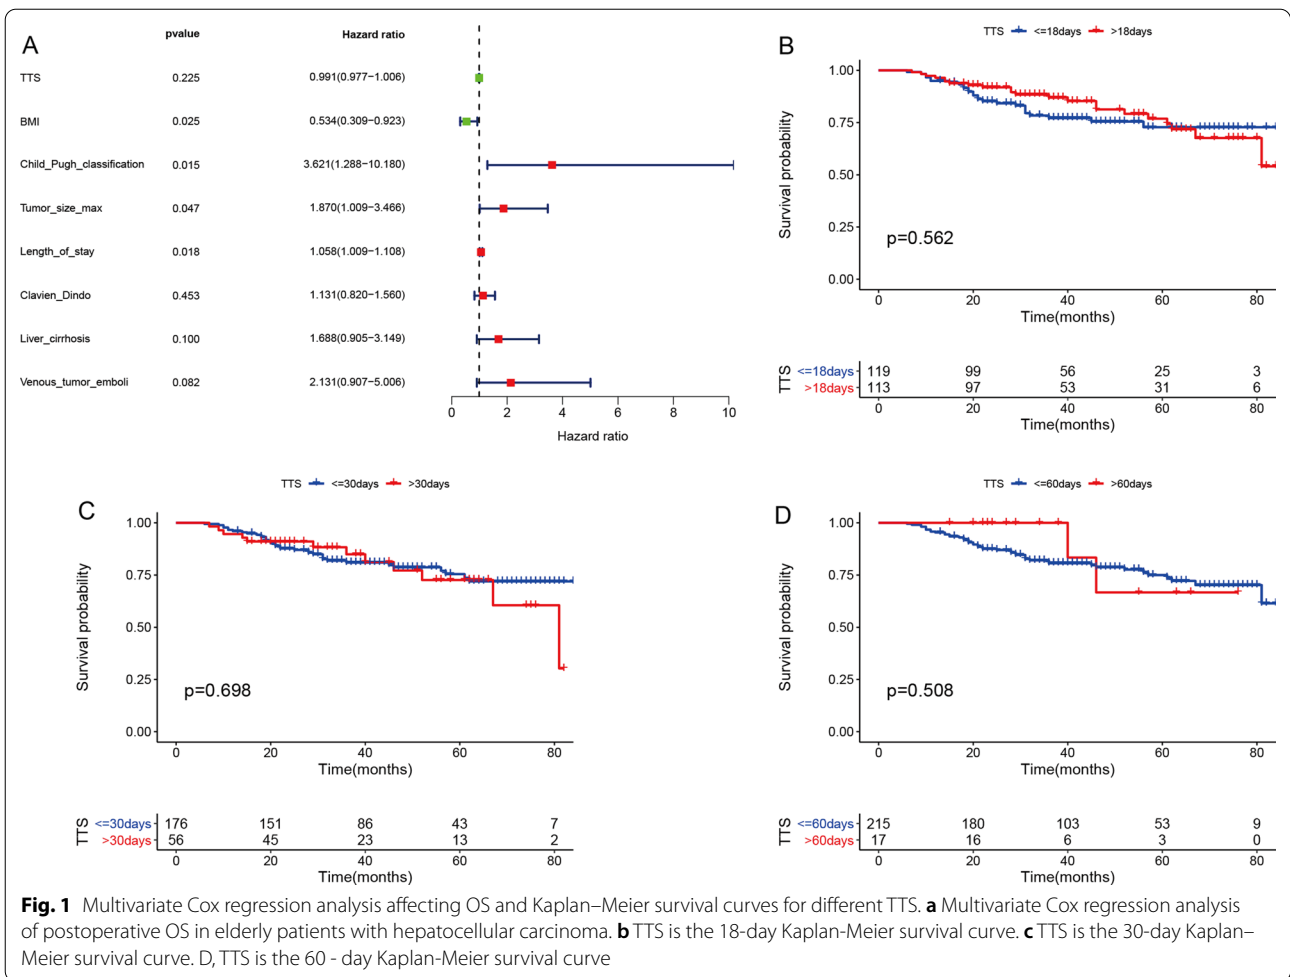 A
pvalue Hazard ratio
TTS 0.225 0.991(0.977−1.006)
BMI 0.025 0.534(0.309−0.923)
Child_Pugh_classification 0.015 3.621(1.288−10.180)
Tumor_size_max 0.047 1.870(1.009−3.466)
Length_of_stay 0.018 1.058(1.009−1.108)
Clavien_Dindo 0.453 1.131(0.820−1.560)
Liver_cirrhosis 0.100 1.688(0.905−3.149)
Venous_tumor_emboli 0.082 2.131(0.907−5.006)
0 2 4 6 8 10
Hazard ratio
B
TTS <=18days >18days
Survival probability
1.00
0.75
0.50
0.25
0.00
p=0.562
0 20 40 60 80
Time(months)
TTS
<=18days 119 99 56 25 3
>18days 113 97 53 31 6
0 20 40 60 80
Time(months)
C
TTS <=30days >30days
Survival probability
1.00
0.75
0.50
0.25
0.00
p=0.698
0 20 40 60 80
Time(months)
TTS
<=30days 176 151 86 43 7
>30days 56 45 23 13 2
0 20 40 60 80
Time(months)
D
TTS <=60days >60days
Survival probability
1.00
0.75
0.50
0.25
0.00
p=0.508
0 20 40 60 80
Time(months)
TTS
<=60days 215 180 103 53 9
>60days 17 16 6 3 0
0 20 40 60 80
Time(months)
Fig. 1 Multivariate Cox regression analysis affecting OS and Kaplan–Meier survival curves for different TTS. a Multivariate Cox regression analysis
of postoperative OS in elderly patients with hepatocellular carcinoma. b TTS is the 18-day Kaplan-Meier survival curve. c TTS is the 30-day Kaplan–
Meier survival curve. D, TTS is the 60 - day Kaplan-Meier survival curve